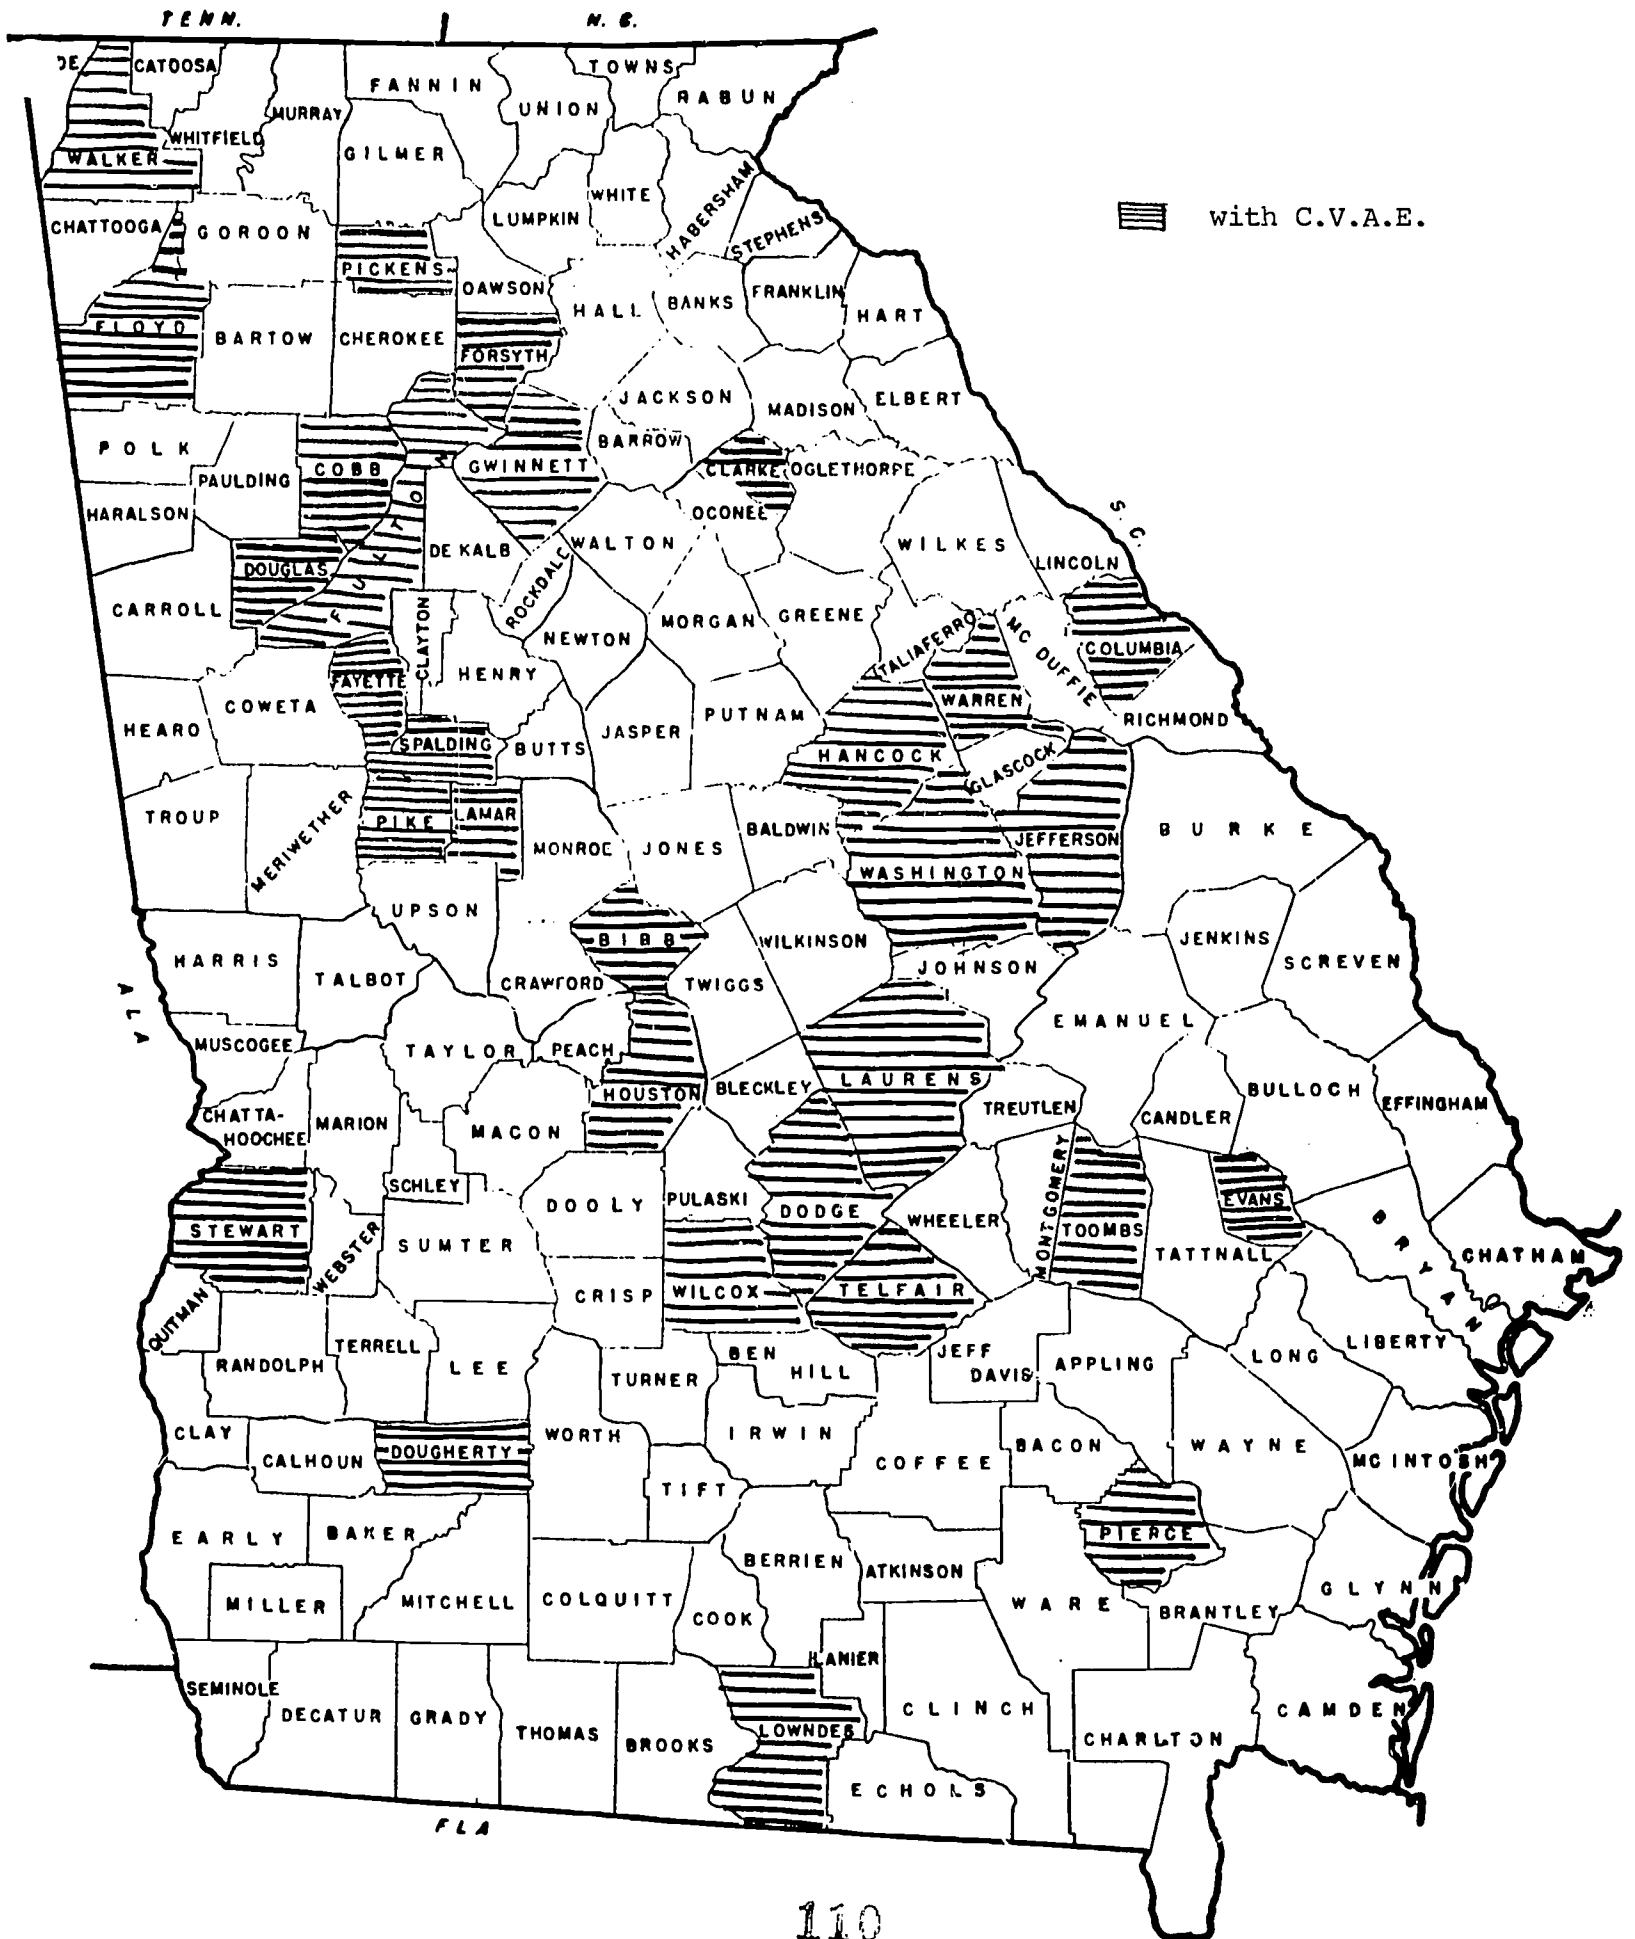 TENN.
N. C.
DE
CATOOSA
FANNIN
TOWNS
UNION
RABUN
MURRAY
WHITFIELD
WALKER
GILMER
WHITE
HABERSHAM
LUMPKIN
STEPHENS
with C.V.A.E.
CHATTOOGA
GORDON
PICKENS
DAWSON
HALL
BANKS
FRANKLIN
HART
FLOYD
BARTOW
CHEROKEE
FORSYTH
JACKSON
MADISON
ELBERT
POLK
PAULDING
COBB
GWINNETT
BARROW
CLARKE
OGLETHORPE
HARALSON
FULTON
OCONEE
S. C.
DOUGLAS
DE KALB
ROCKDALE
WALTON
WILKES
LINCOLN
CARROLL
CLAYTON
NEWTON
MORGAN
GREENE
TALIAFERRO
MC DUFFIE
COLUMBIA
FAYETTE
HENRY
HEARD
COWETA
WARREN
RICHMOND
SPALDING
BUTTS
JASPER
PUTNAM
HANCOCK
GLASCOCK
TROUP
MERIWETHER
PIKE
LAMAR
MONROE
JONES
BALDWIN
JEFFERSON
BURKE
WASHINGTON
UPSON
BIBB
WILKINSON
JENKINS
SCREVEN
HARRIS
TALBOT
CRAWFORD
TWIGGS
JOHNSON
ALA
EMANUEL
MUSCOGEE
TAYLOR
PEACH
HOUSTON
BLECKLEY
LAURENS
TREUTLEN
CANDLER
BULLOCH
EFFINGHAM
CHATTA-
HOOCHEE
MARION
MACON
SCHLEY
DOOLY
PULASKI
DODGE
WHEELER
MONTGOMERY
TOOMBS
EVANS
TATTNALL
BRYAN
CHATHAM
STEWART
WEBSTER
SUMTER
CRISP
WILCOX
TELFAIR
QUITMAN
RANDOLPH
TERRELL
LEE
TURNER
BEN
HILL
JEFF
DAVIS
APPLING
LONG
LIBERTY
CLAY
CALHOUN
DOUGHERTY
WORTH
IRWIN
COFFEE
BACON
WAYNE
MCINTOSH
TIFT
EARLY
BAKER
BERRIEN
ATKINSON
PIERCE
MILLER
MITCHELL
COLQUITT
COOK
WARE
BRANTLEY
GLYNN
LANIER
SEMINOLE
DECATUR
GRADY
THOMAS
BROOKS
LOWNDES
CLINCH
CHARLTON
CAMDEN
ECHOLS
FLA
110